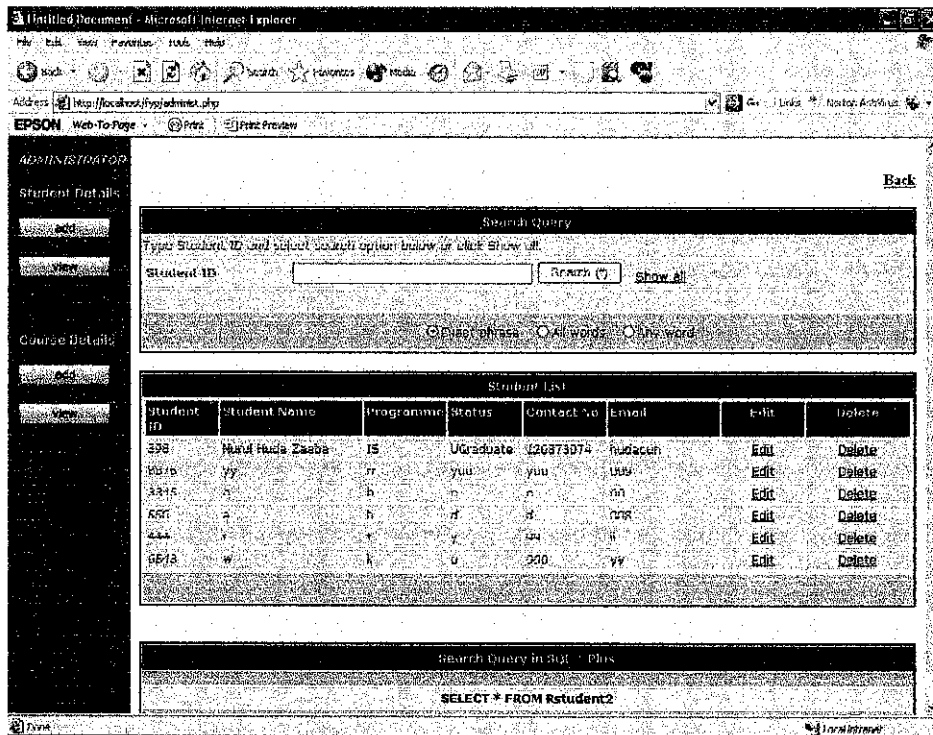 Untitled Document - Microsoft Internet Explorer
File Edit View Favorites Tools Help
Back Search Favorites Media
Address http://localhost/fyp/administ.php Go Links Norton AntiVirus
EPSON Web-To-Page Print Print Preview
ADMINISTRATOR
Back
Student Details
add
view
Course Details
add
view
Search Query
Type Student ID and select search option below or click Show all.
Student ID Search (*) Show all
Exact phrase All words Any word
Student List
Student ID Student Name Programme Status Contact No Email Edit Delete
398 Nurul Huda Zaaba IS UGraduate Edit Delete
yy rr yuu yuu Edit Delete
Edit Delete
d d Edit Delete
Edit Delete
w yy Edit Delete
Search Query in SQL * Plus
SELECT * FROM Rstudent2
Done Local intranet